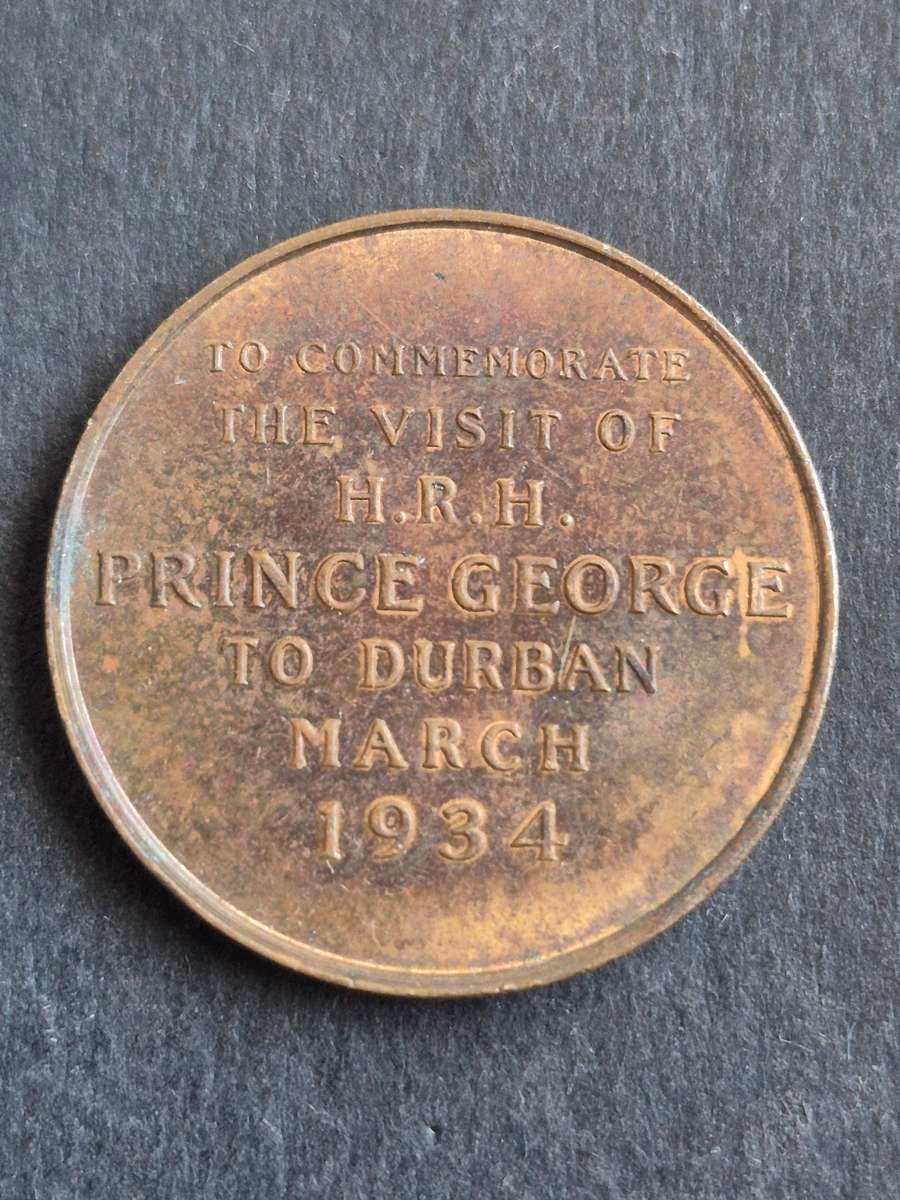 TO COMMEMORATE
THE VISIT OF
H.R.H.
PRINCE GEORGE
TO DURBAN
MARCH
1934